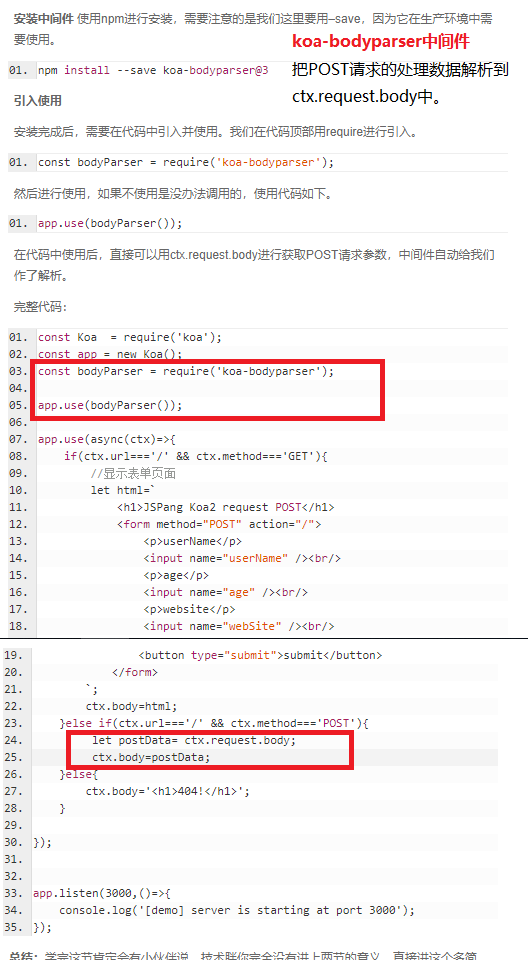 安装中间件 使用npm进行安装，需要注意的是我们这里要用–save，因为它在生产环境中需
要使用。
koa-bodyparser中间件
把POST请求的处理数据解析到
ctx.request.body中。
01. npm install --save koa-bodyparser@3
引入使用
安装完成后，需要在代码中引入并使用。我们在代码顶部用require进行引入。
01. const bodyParser = require('koa-bodyparser');
然后进行使用，如果不使用是没办法调用的，使用代码如下。
01. app.use(bodyParser());
在代码中使用后，直接可以用ctx.request.body进行获取POST请求参数，中间件自动给我们
作了解析。
完整代码：
01. const Koa  = require('koa');
02. const app = new Koa();
03. const bodyParser = require('koa-bodyparser');
04.
05. app.use(bodyParser());
06.
07. app.use(async(ctx)=>{
08.     if(ctx.url==='/' && ctx.method==='GET'){
09.         //显示表单页面
10.         let html=`
11.             <h1>JSPang Koa2 request POST</h1>
12.             <form method="POST" action="/">
13.                 <p>userName</p>
14.                 <input name="userName" /><br/>
15.                 <p>age</p>
16.                 <input name="age" /><br/>
17.                 <p>website</p>
18.                 <input name="webSite" /><br/>
19.                 <button type="submit">submit</button>
20.             </form>
21.         `;
22.         ctx.body=html;
23.     }else if(ctx.url==='/' && ctx.method==='POST'){
24.          let postData= ctx.request.body;
25.          ctx.body=postData;
26.     }else{
27.         ctx.body='<h1>404!</h1>';
28.     }
29.
30. });
31.
32.
33. app.listen(3000,()=>{
34.     console.log('[demo] server is starting at port 3000');
35. });